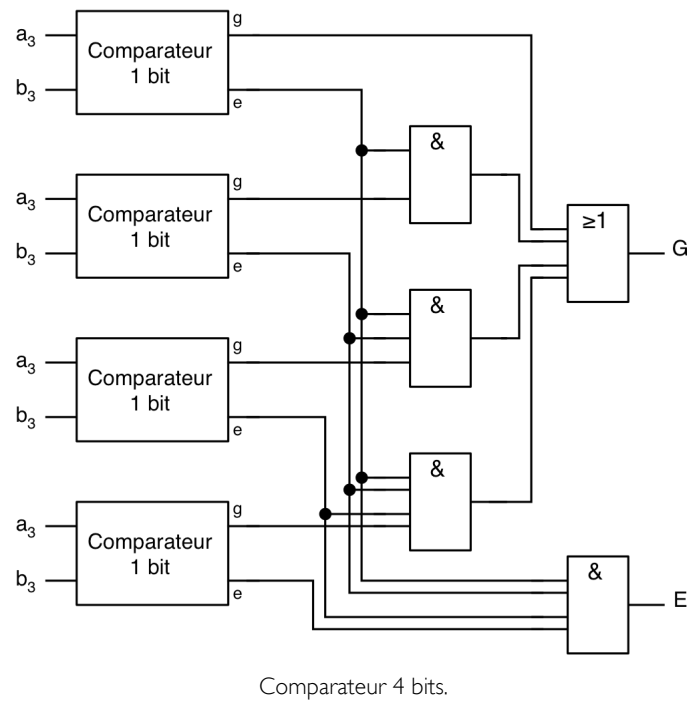 a3
b3
Comparateur
1 bit
g
e
&
a3
b3
Comparateur
1 bit
g
e
≥1
G
&
a3
b3
Comparateur
1 bit
g
e
&
a3
b3
Comparateur
1 bit
g
e
&
E
Comparateur 4 bits.